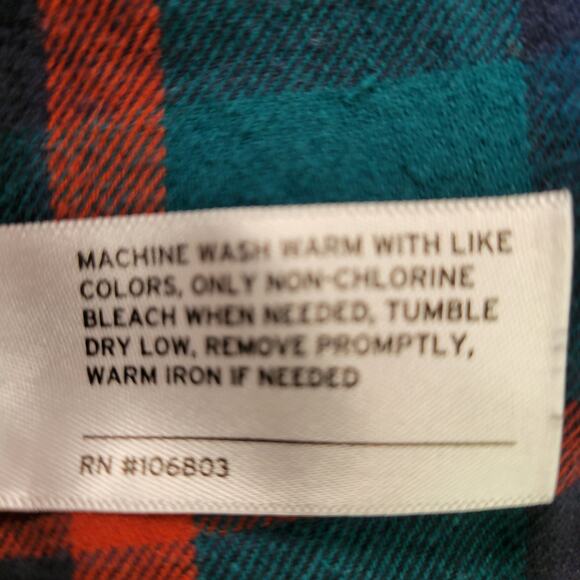 MACHINE WASH WARM WITH LIKE
COLORS, ONLY NON-CHLORINE
BLEACH WHEN NEEDED, TUMBLE
DRY LOW, REMOVE PROMPTLY,
WARM IRON IF NEEDED
RN #106803